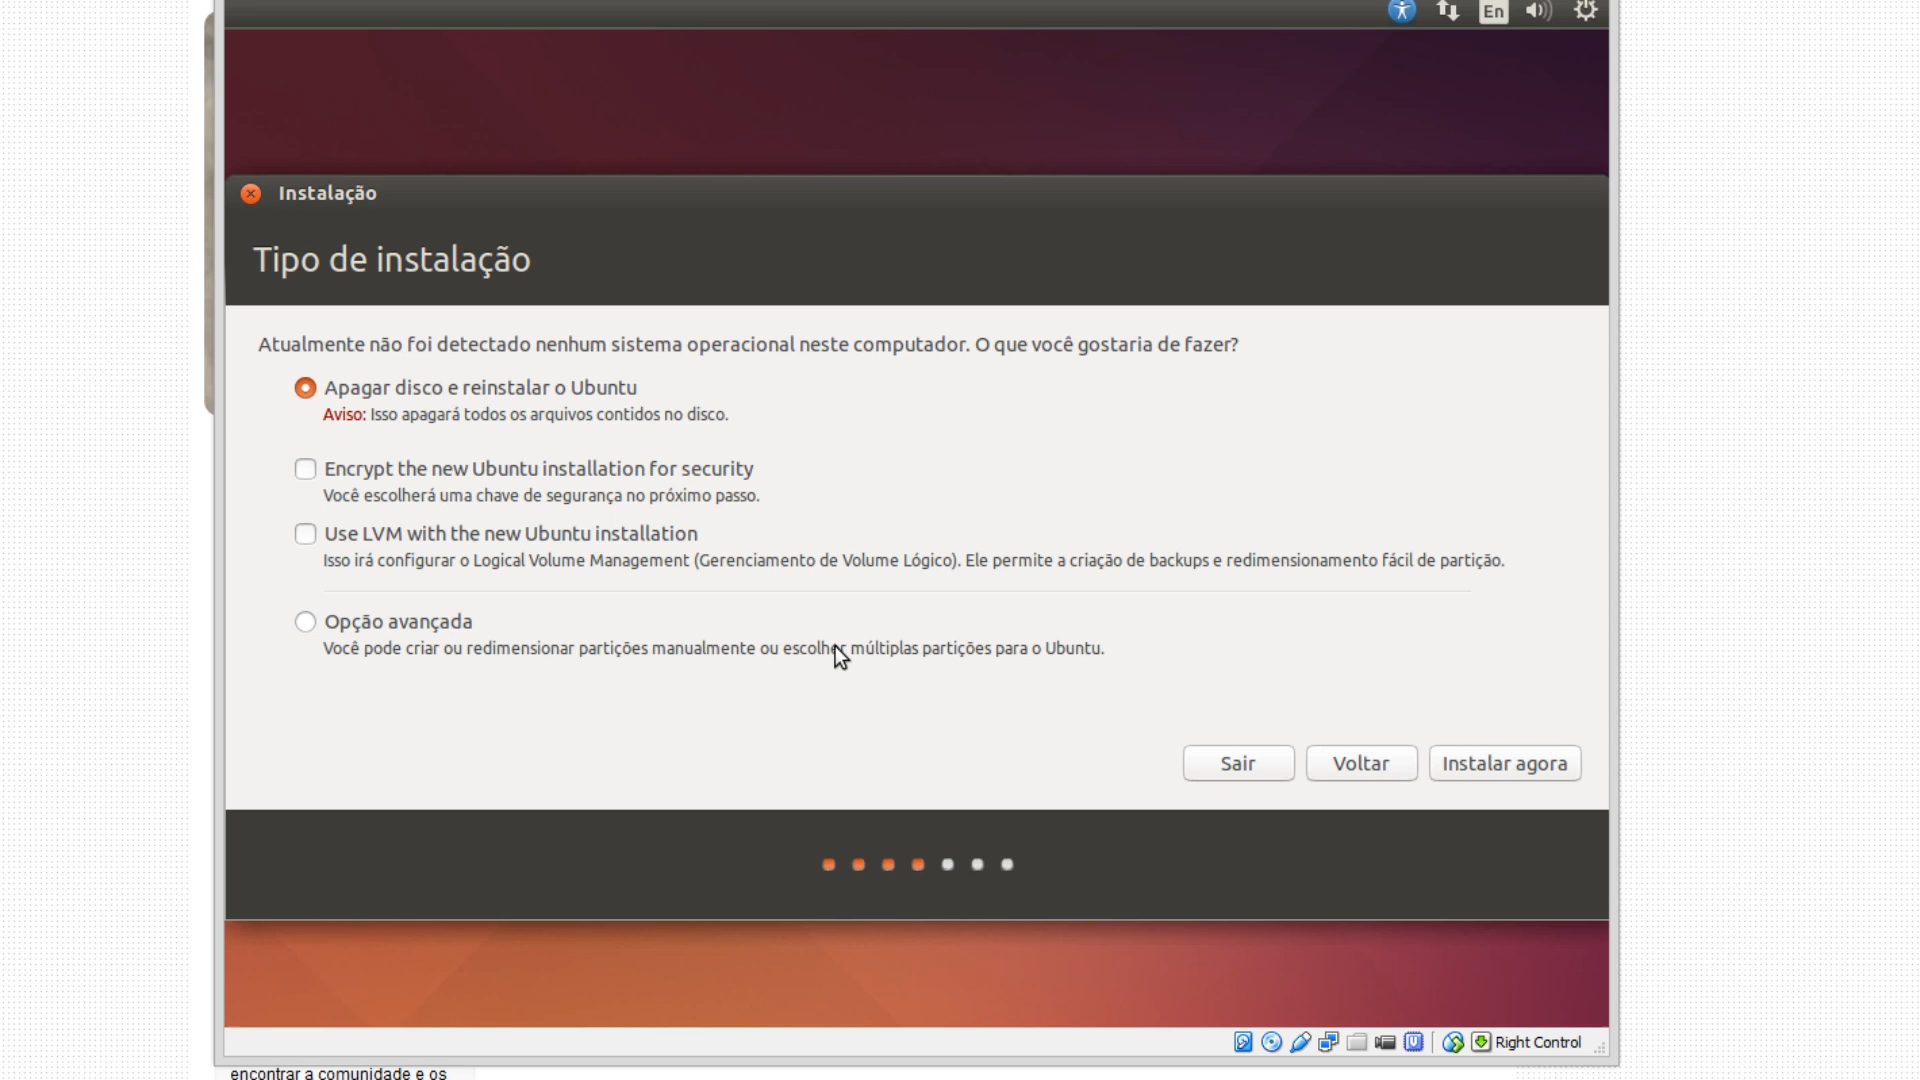 En
Instalação
Tipo de instalação
Atualmente não foi detectado nenhum sistema operacional neste computador. O que você gostaria de fazer?
Apagar disco e reinstalar o Ubuntu
Aviso: Isso apagará todos os arquivos contidos no disco.
Encrypt the new Ubuntu installation for security
Você escolherá uma chave de segurança no próximo passo.
Use LVM with the new Ubuntu installation
Isso irá configurar o Logical Volume Management (Gerenciamento de Volume Lógico). Ele permite a criação de backups e redimensionamento fácil de partição.
Opção avançada
Você pode criar ou redimensionar partições manualmente ou escolher múltiplas partições para o Ubuntu.
Sair
Voltar
Instalar agora
Right Control
encontrar a comunidade e os